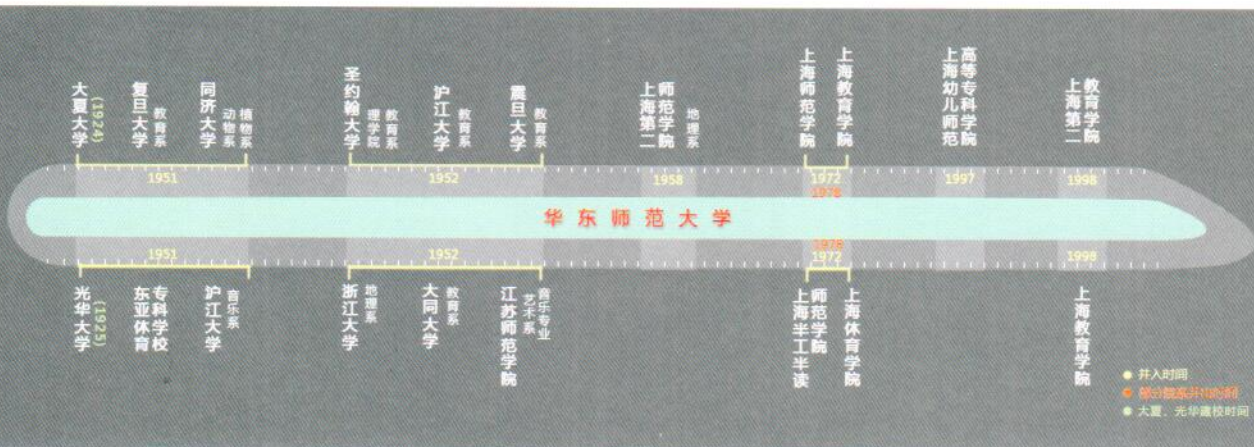 大夏大学
(1924)
复旦大学
教育系
同济大学
动物系
植物系
圣约翰大学
理学院
教育系
沪江大学
教育系
震旦大学
教育系
上海第二
师范学院
地理系
上海师范学院
上海教育学院
上海幼儿师范
高等专科学院
上海第二
教育学院
1951
1952
1958
1972
1978
1997
1998
华东师范大学
1951
1952
1978
1972
1998
光华大学
(1925)
东亚体育
专科学校
沪江大学
音乐系
浙江大学
地理系
大同大学
教育系
江苏师范学院
艺术系
音乐专业
上海半工半读
师范学院
上海体育学院
上海教育学院
并入时间
大夏、光华建校时间